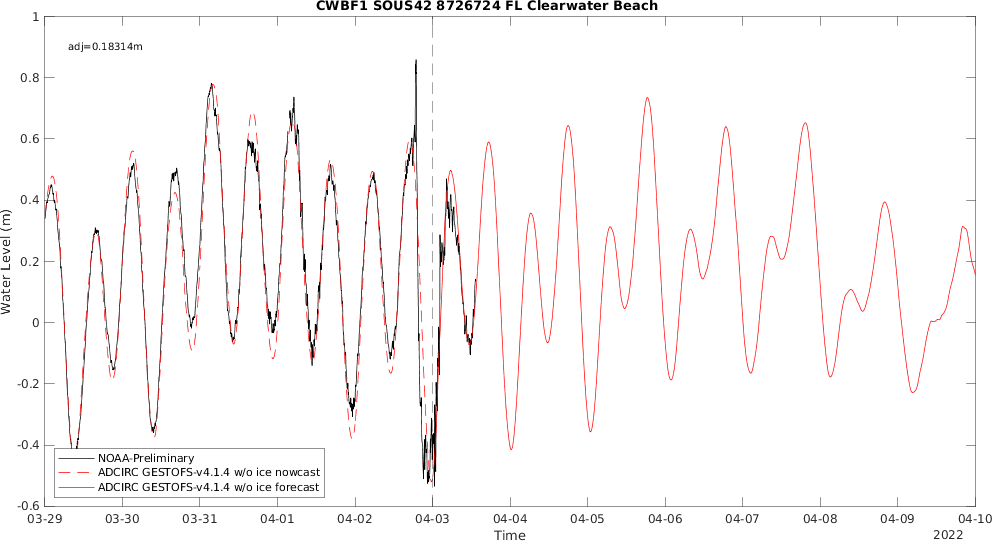 CWBF1 SOUS42 8726724 FL Clearwater Beach
1
adj=0.18314m
0.8
0.6
0.4
0.2
0
-0.2
-0.4
-0.6
Water Level (m)
NOAA-Preliminary
ADCIRC GESTOFS-v4.1.4 w/o ice nowcast
ADCIRC GESTOFS-v4.1.4 w/o ice forecast
03-29 03-30 03-31 04-01 04-02 04-03 04-04 04-05 04-06 04-07 04-08 04-09 04-10
Time
2022